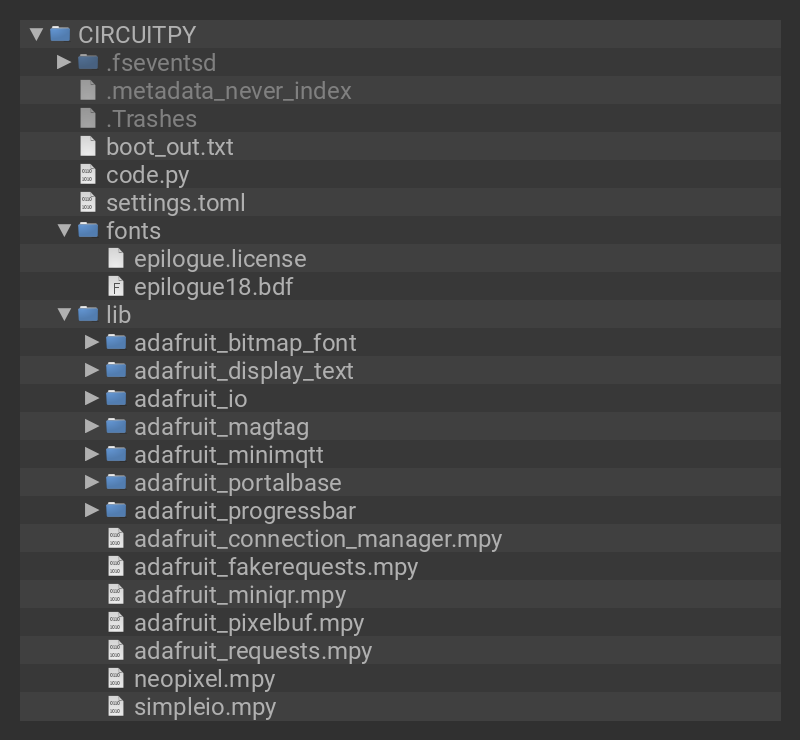 CIRCUITPY
.fseventsd
.metadata_never_index
.Trashes
boot_out.txt
code.py
settings.toml
fonts
epilogue.license
epilogue18.bdf
lib
adafruit_bitmap_font
adafruit_display_text
adafruit_io
adafruit_magtag
adafruit_minimqtt
adafruit_portalbase
adafruit_progressbar
adafruit_connection_manager.mpy
adafruit_fakerequests.mpy
adafruit_miniqr.mpy
adafruit_pixelbuf.mpy
adafruit_requests.mpy
neopixel.mpy
simpleio.mpy